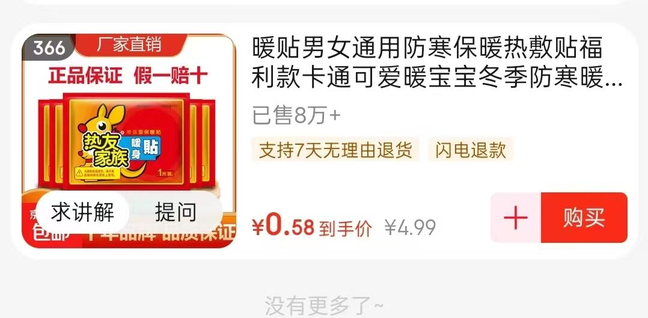 366
厂家直销
正品保证 假一赔十
热友家族
暖身贴
1片装
求讲解
提问
包邮 十年品牌 品质保证
暖贴男女通用防寒保暖热敷贴福
利款卡通可爱暖宝宝冬季防寒暖...
已售8万+
支持7天无理由退货 闪电退款
¥0.58 到手价 ¥4.99
+ 购买
没有更多了~